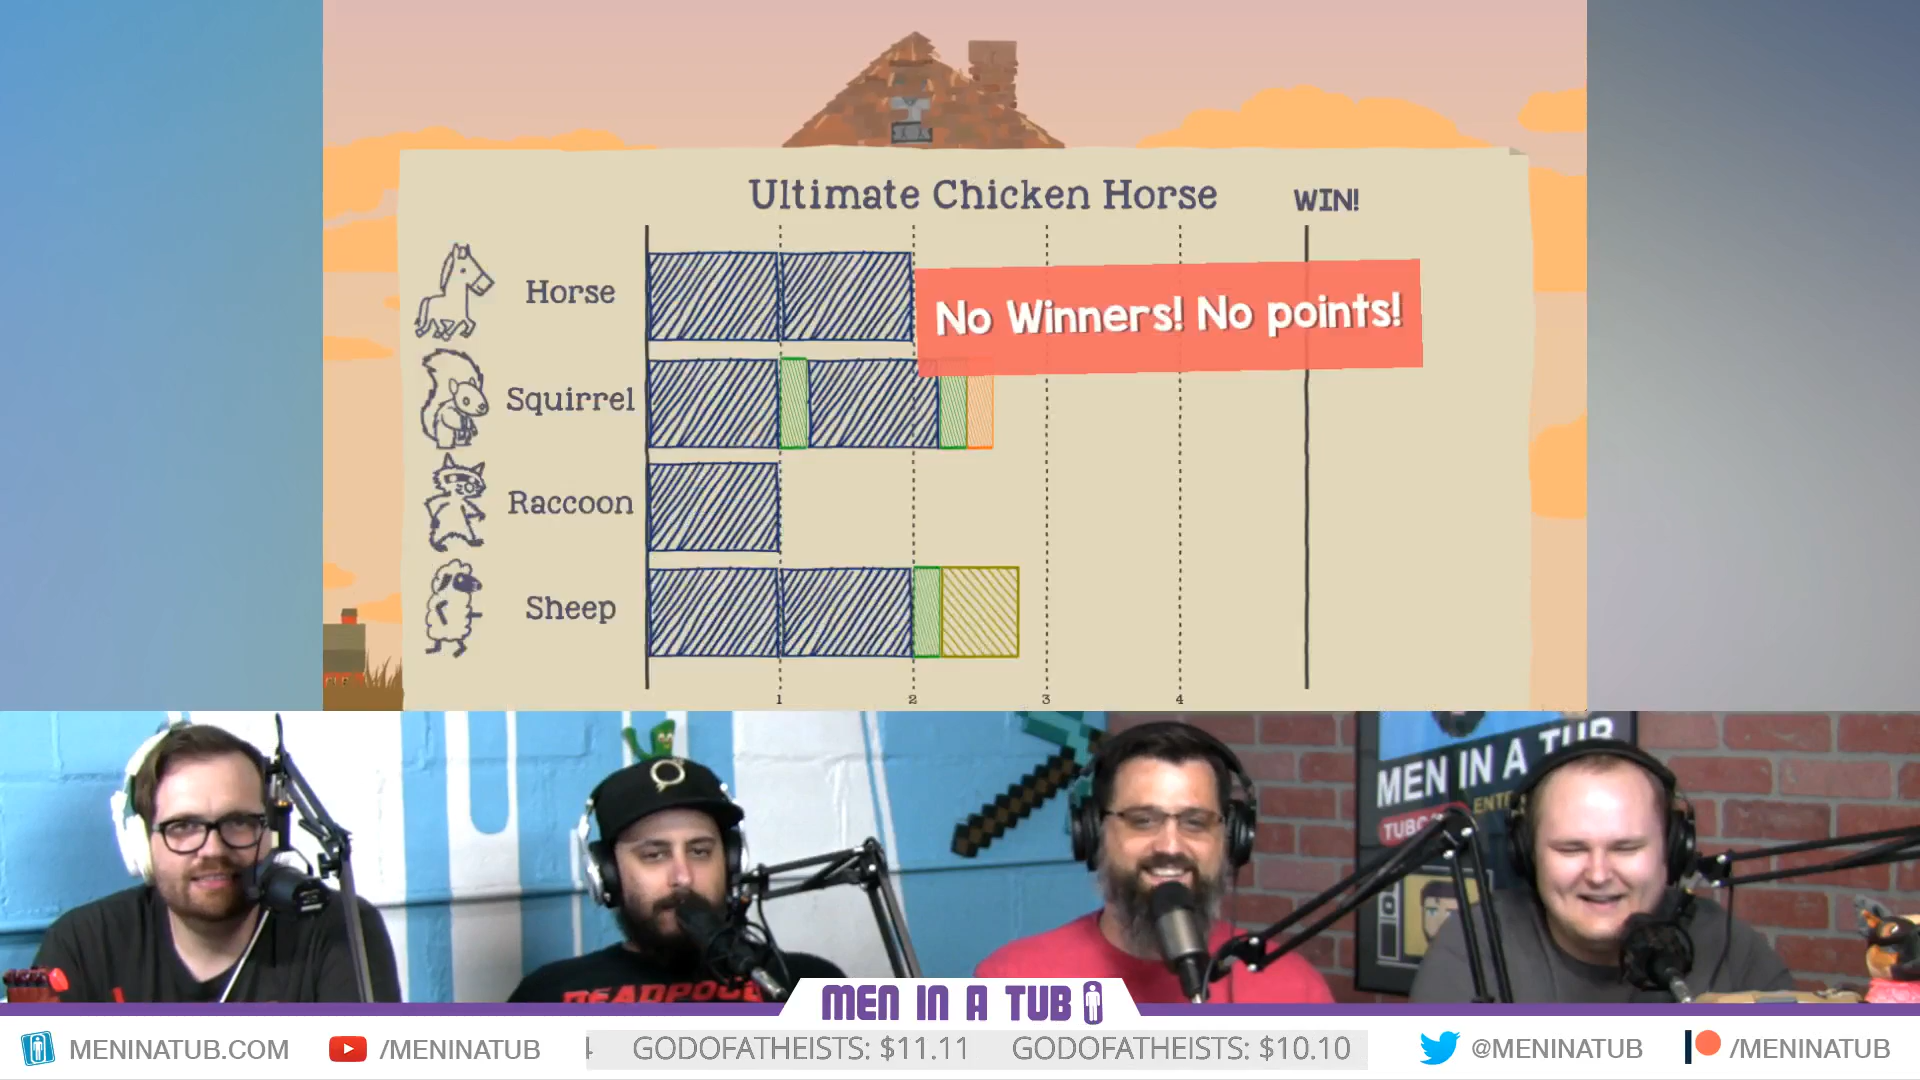 Ultimate Chicken Horse
WIN!
Horse
No Winners! No points!
Squirrel
Raccoon
Sheep
1 2 3 4
MEN IN A TUB
DEADPOOL
MEN IN A TUB
MENINATUB.COM
/MENINATUB
GODOFATHEISTS: $11.11 GODOFATHEISTS: $10.10
@MENINATUB
/MENINATUB